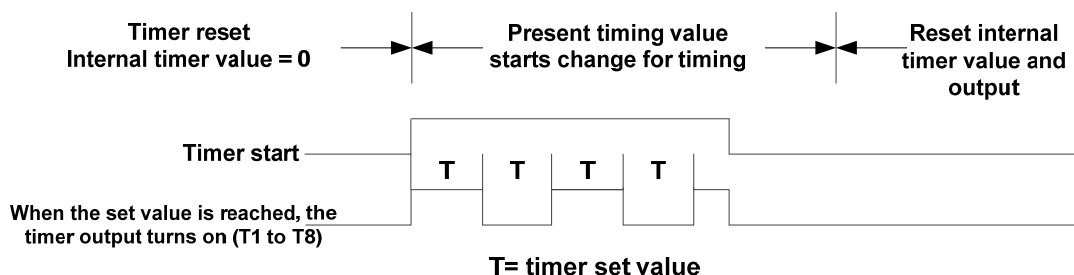 Timer reset
Internal timer value = 0
Present timing value
starts change for timing
Reset internal
timer value and
output
Timer start
T T T T
When the set value is reached, the
timer output turns on (T1 to T8)
T= timer set value